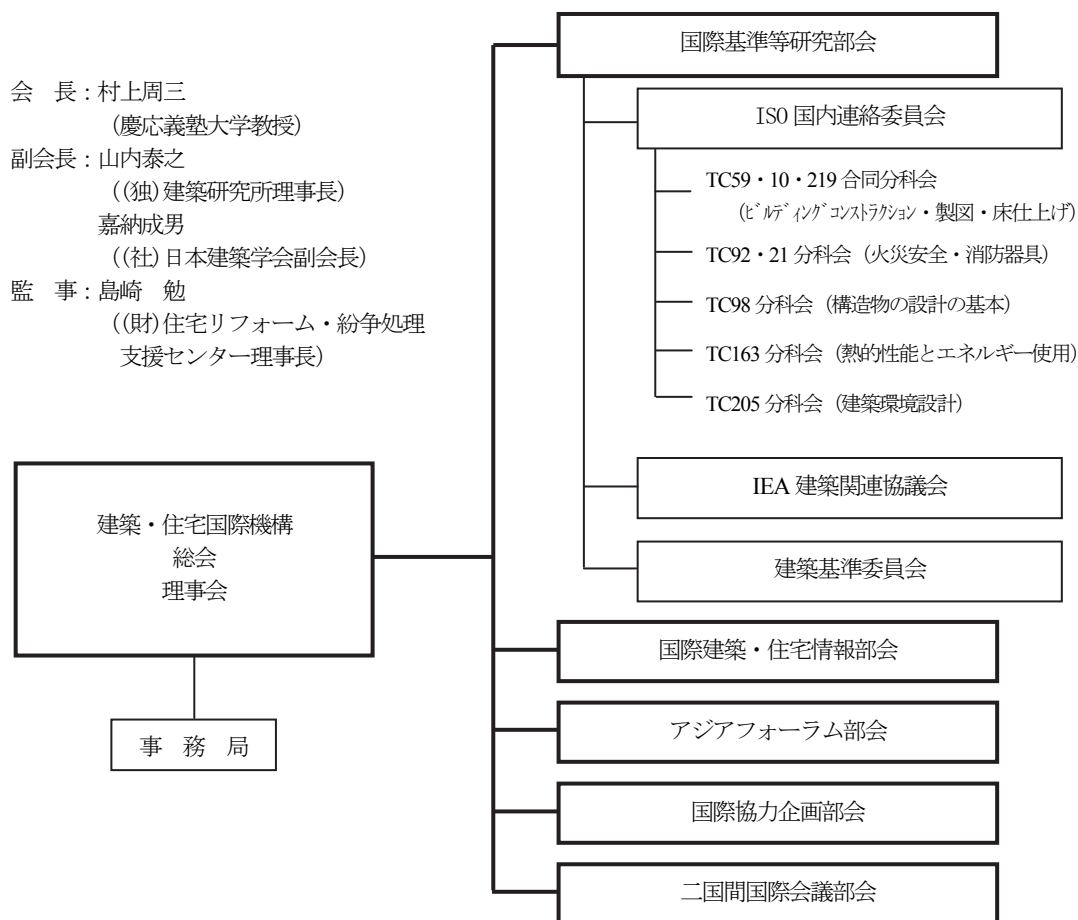 会　長：村上周三
（慶応義塾大学教授）
副会長：山内泰之
（(独)建築研究所理事長）
嘉納成男
（(社)日本建築学会副会長）
監　事：島崎　勉
（(財)住宅リフォーム・紛争処理
支援センター理事長）
建築・住宅国際機構
総会
理事会
事　務　局
国際基準等研究部会
ISO 国内連絡委員会
TC59・10・219 合同分科会
（ﾋﾞﾙﾃﾞｨﾝｸﾞｺﾝｽﾄﾗｸｼｮﾝ・製図・床仕上げ）
TC92・21 分科会（火災安全・消防器具）
TC98 分科会（構造物の設計の基本）
TC163 分科会（熱的性能とエネルギー使用）
TC205 分科会（建築環境設計）
IEA 建築関連協議会
建築基準委員会
国際建築・住宅情報部会
アジアフォーラム部会
国際協力企画部会
二国間国際会議部会